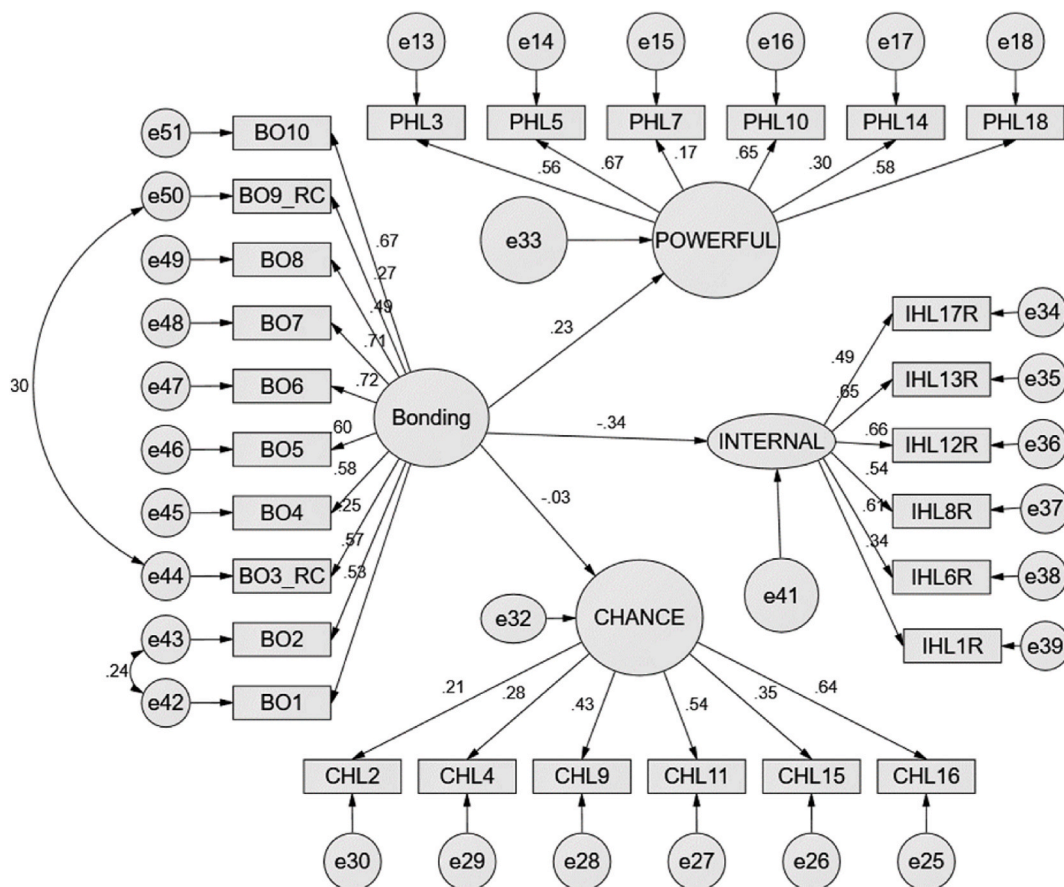 e13 e14 e15 e16 e17 e18
PHL3 PHL5 PHL7 PHL10 PHL14 PHL18
.56 .67 .17 .65 .30 .58
e51 BO10
e50 BO9_RC
e49 BO8
e48 BO7
e47 BO6
e46 BO5
e45 BO4
e44 BO3_RC
e43 BO2
e42 BO1
30
.24
.67
.27
.49
.71
.72
60
.58
.25
.57
.53
Bonding
e33 POWERFUL
.23
-.34
-.03
INTERNAL
e41
.49
.65
.66
.54
.61
.34
IHL17R e34
IHL13R e35
IHL12R e36
IHL8R e37
IHL6R e38
IHL1R e39
e32 CHANCE
.21 .28 .43 .54 .35 .64
CHL2 CHL4 CHL9 CHL11 CHL15 CHL16
e30 e29 e28 e27 e26 e25